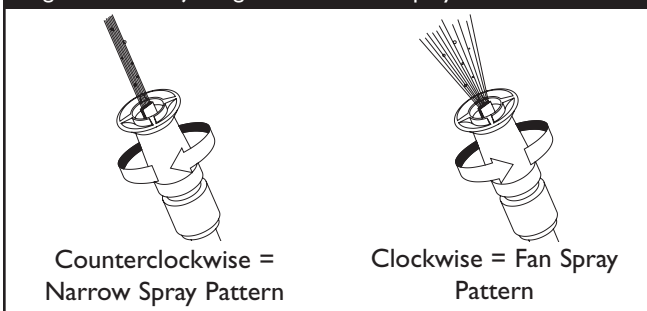 Counterclockwise =
Narrow Spray Pattern
Clockwise = Fan Spray
Pattern